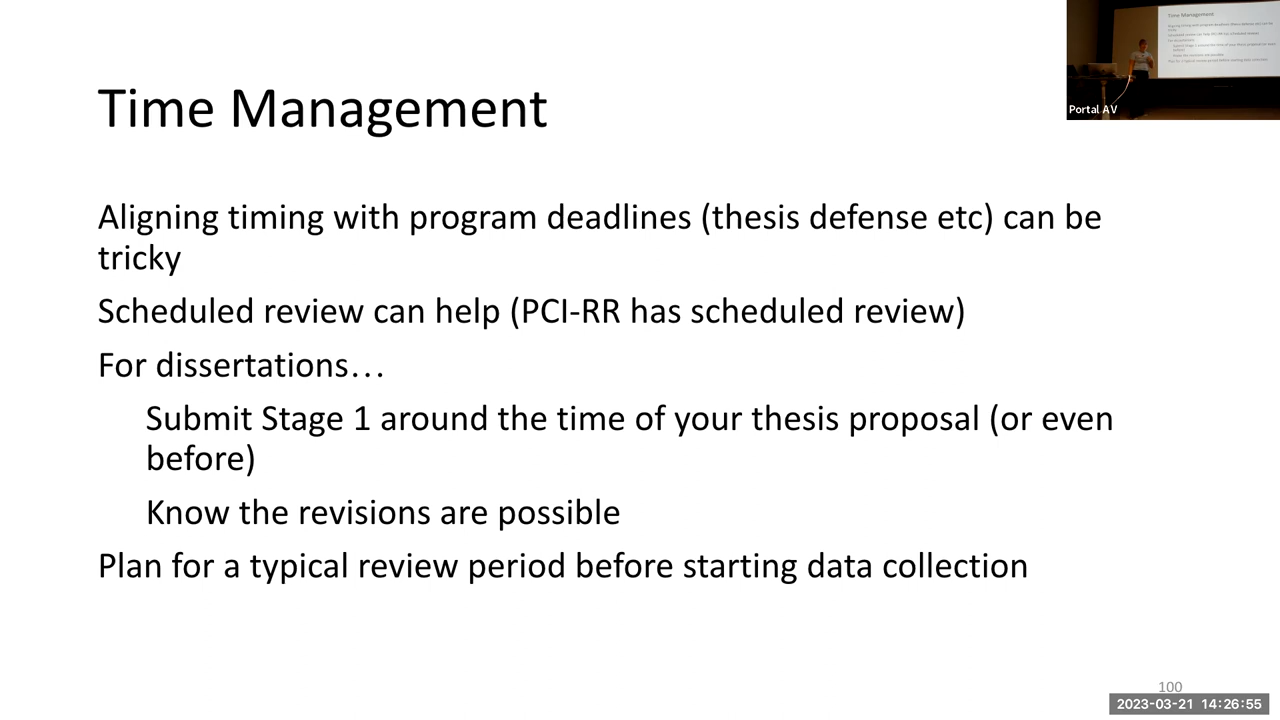 Time Management
Aligning timing with program deadlines (thesis defense etc) can be
tricky
Scheduled review can help (PCI-RR has scheduled review)
For dissertations…
Submit Stage 1 around the time of your thesis proposal (or even
before)
Know the revisions are possible
Plan for a typical review period before starting data collection
Time Management
Portal AV
100
2023-03-21 14:26:55